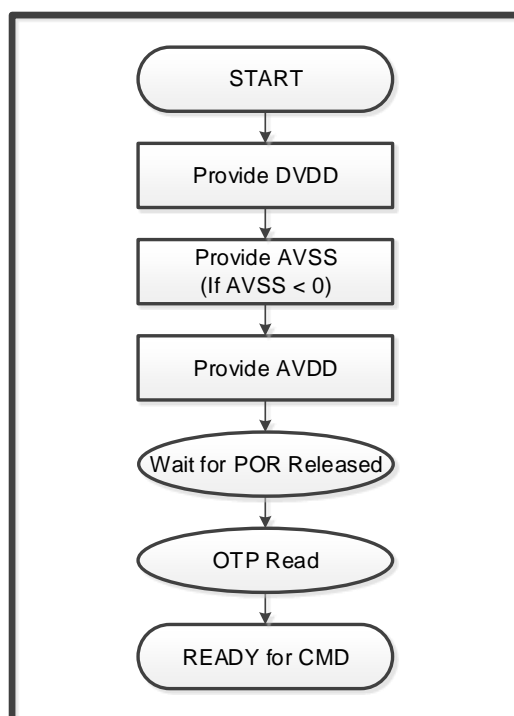 START
Provide DVDD
Provide AVSS
(If AVSS < 0)
Provide AVDD
Wait for POR Released
OTP Read
READY for CMD